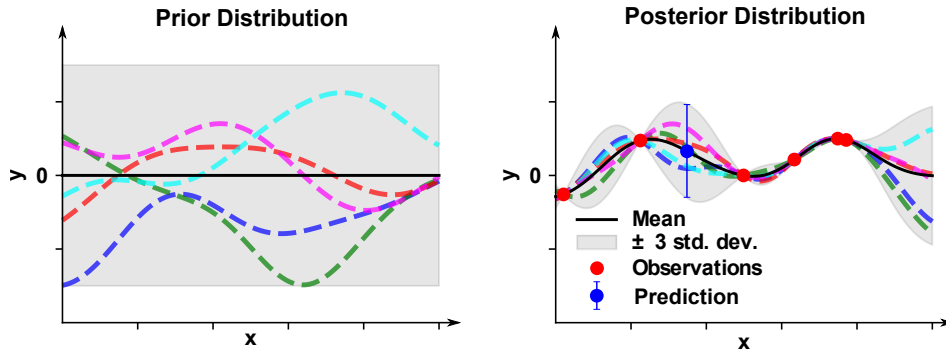 Prior Distribution
y
0
x
Posterior Distribution
y
0
Mean
± 3 std. dev.
Observations
Prediction
x